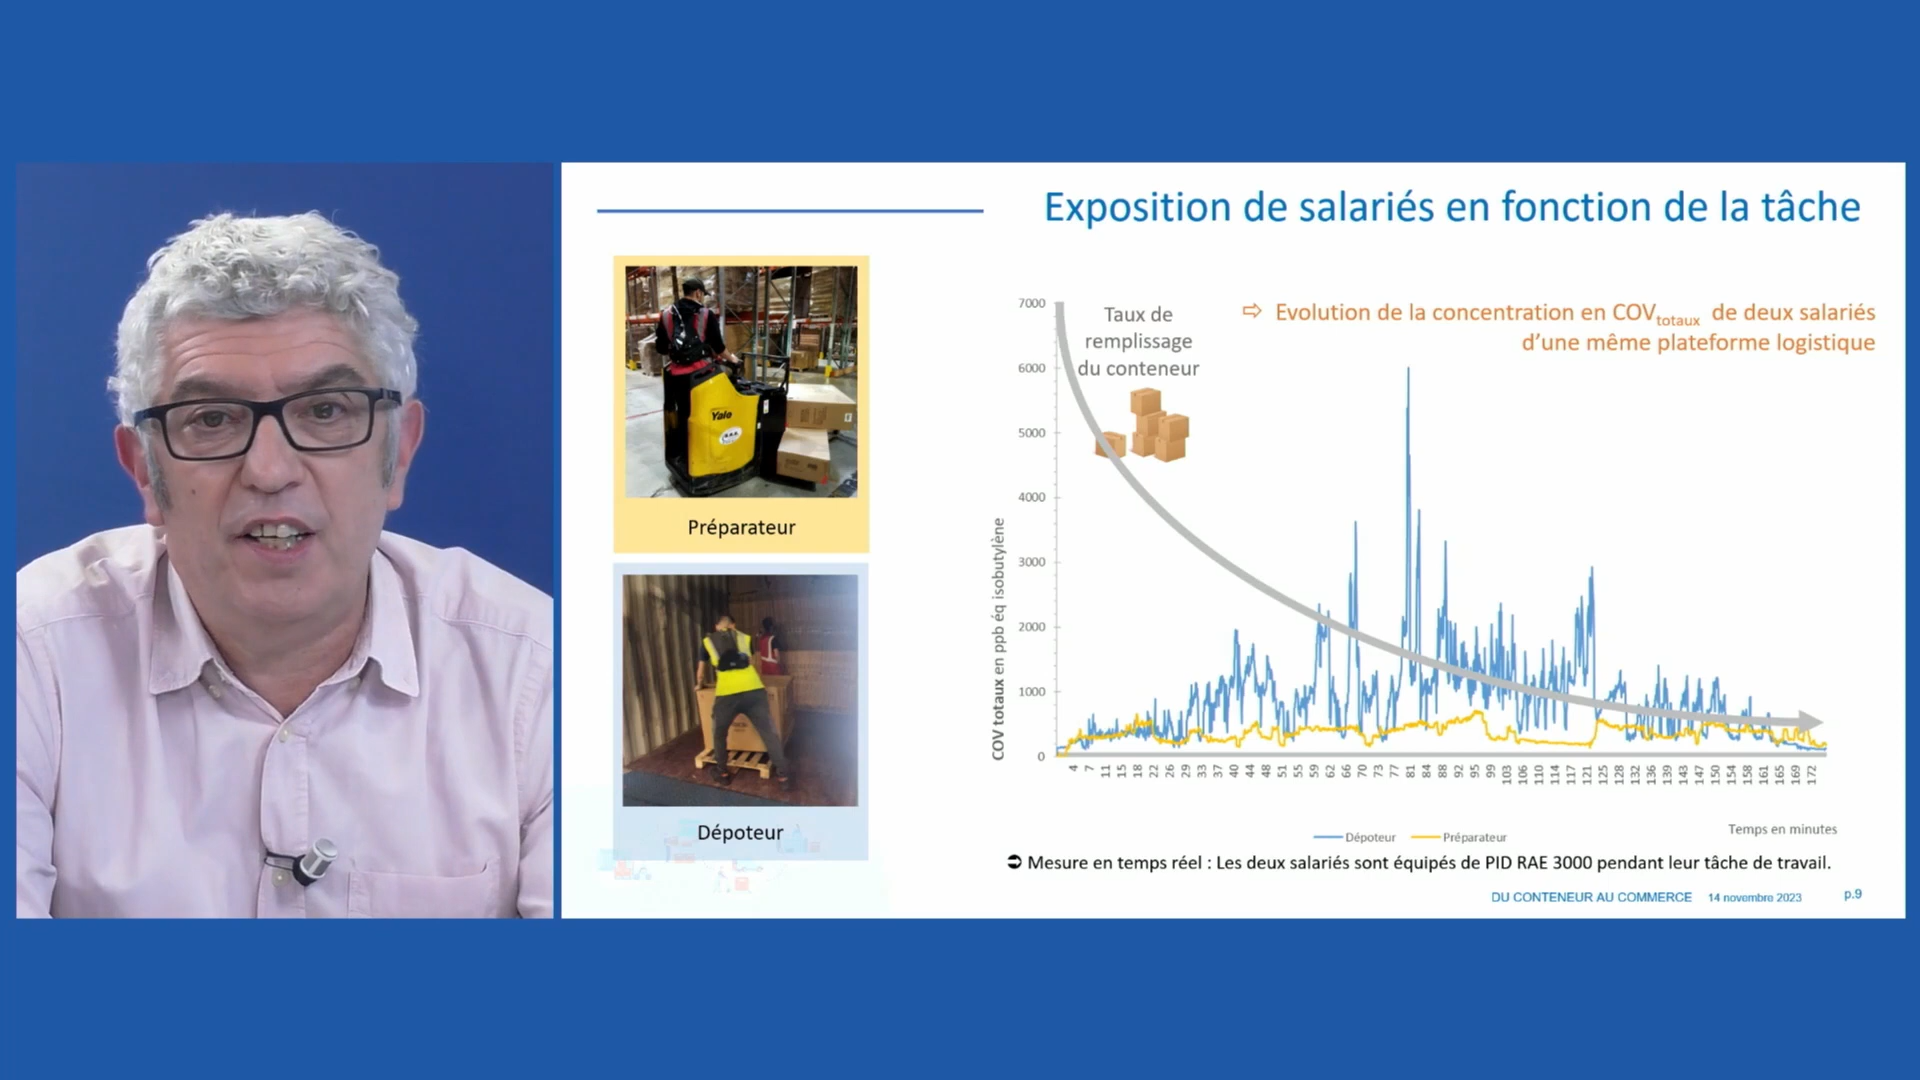 Exposition de salariés en fonction de la tâche
Yale
Préparateur
Dépoteur
Taux de
remplissage
du conteneur
⇨ Evolution de la concentration en COVtotaux de deux salariés
d'une même plateforme logistique
COV totaux en ppb éq isobutylène
7000
6000
5000
4000
3000
2000
1000
0
4 7 11 15 18 22 26 29 33 37 40 44 48 51 55 59 62 66 70 73 77 81 84 88 92 95 99 103 106 110 114 117 121 125 128 132 136 139 143 147 150 154 158 161 165 169 172
Temps en minutes
Dépoteur Préparateur
➲ Mesure en temps réel : Les deux salariés sont équipés de PID RAE 3000 pendant leur tâche de travail.
DU CONTENEUR AU COMMERCE 14 novembre 2023 p.9